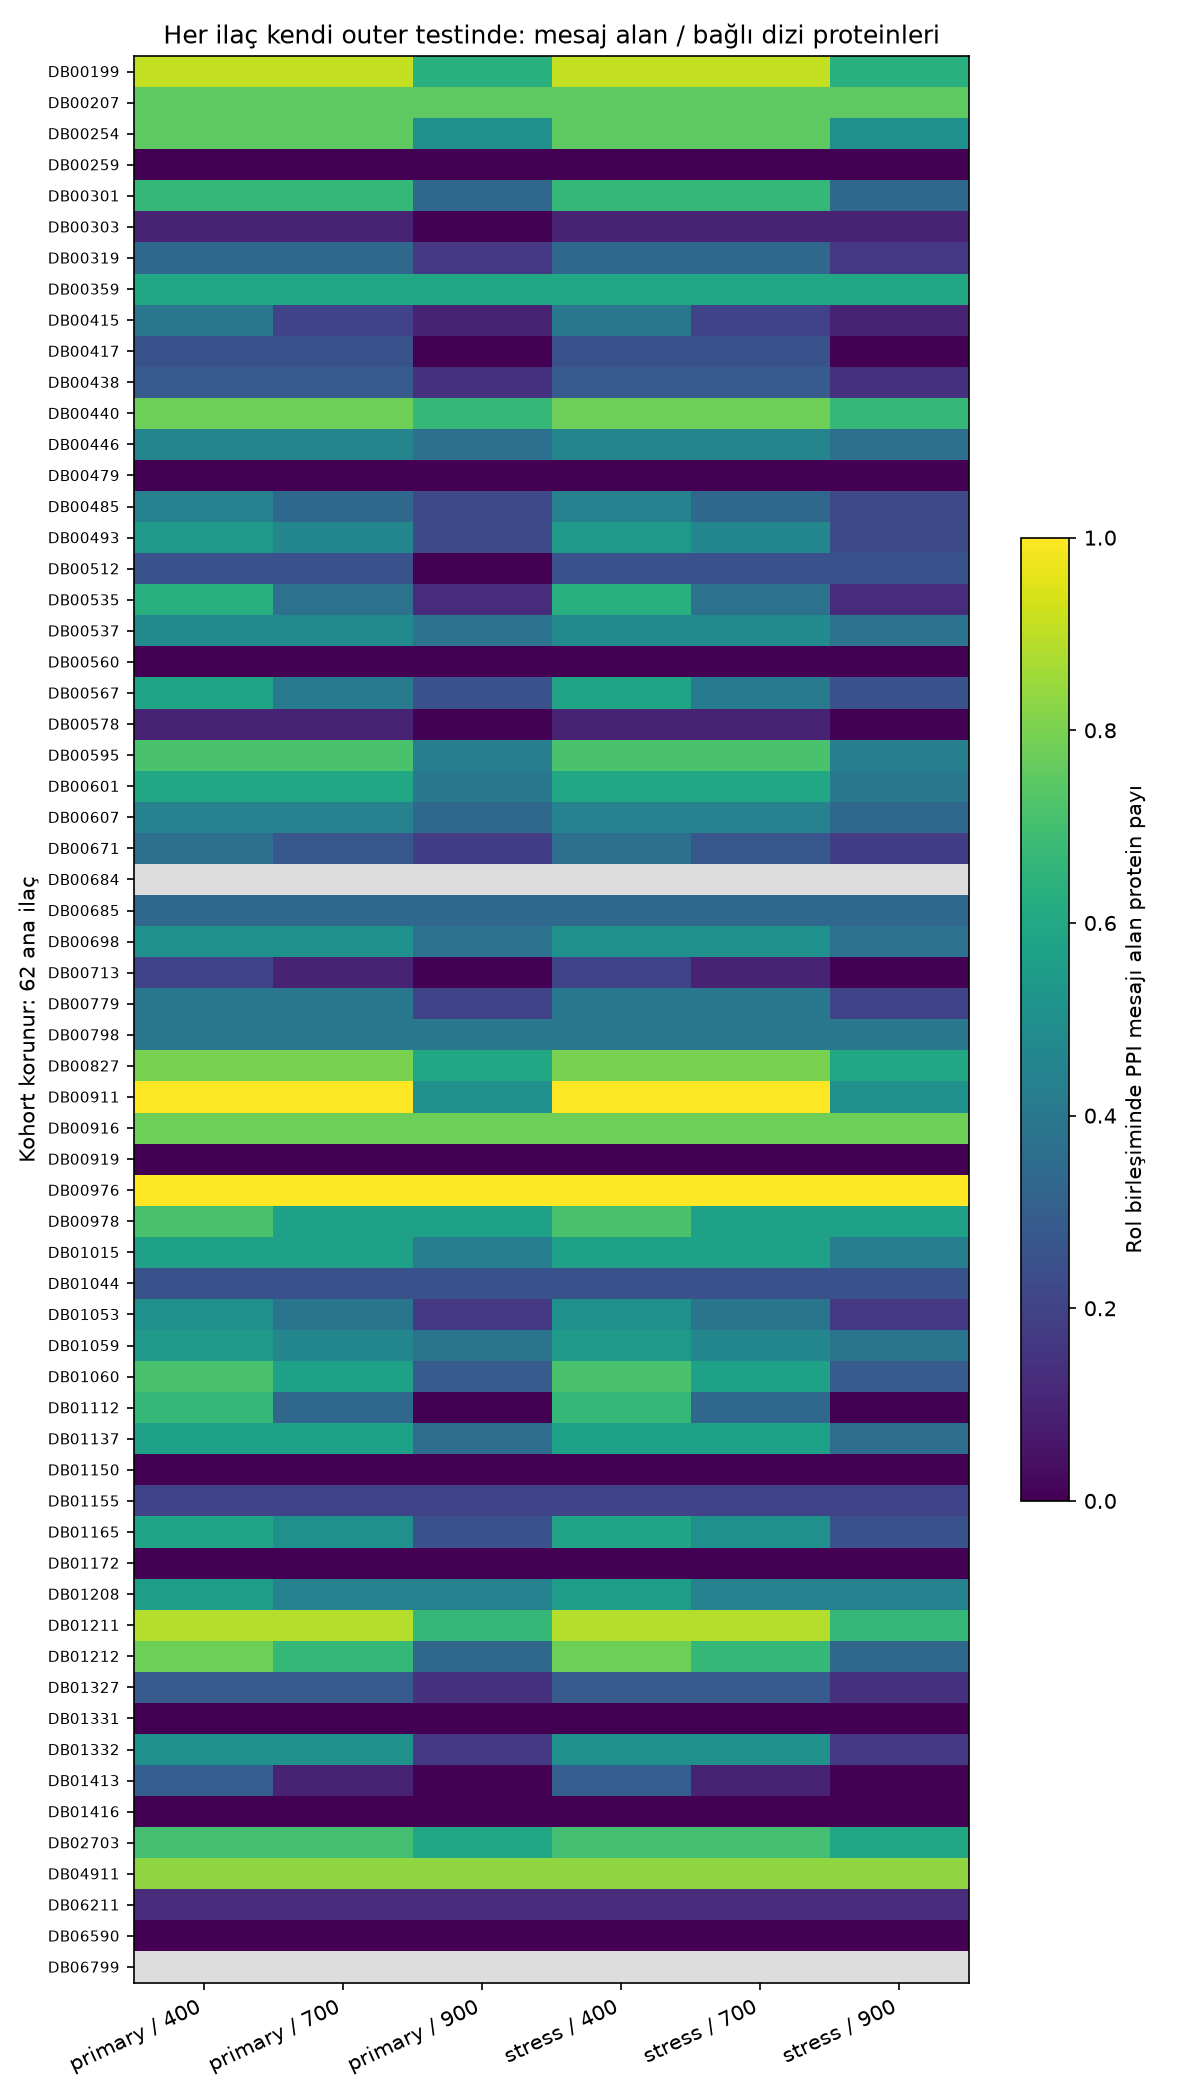 Her ilaç kendi outer testinde: mesaj alan / bağlı dizi proteinleri
Kohort korunur: 62 ana ilaç
DB00199
DB00207
DB00254
DB00259
DB00301
DB00303
DB00319
DB00359
DB00415
DB00417
DB00438
DB00440
DB00446
DB00479
DB00485
DB00493
DB00512
DB00535
DB00537
DB00560
DB00567
DB00578
DB00595
DB00601
DB00607
DB00671
DB00684
DB00685
DB00698
DB00713
DB00779
DB00798
DB00827
DB00911
DB00916
DB00919
DB00976
DB00978
DB01015
DB01044
DB01053
DB01059
DB01060
DB01112
DB01137
DB01150
DB01155
DB01165
DB01172
DB01208
DB01211
DB01212
DB01327
DB01331
DB01332
DB01413
DB01416
DB02703
DB04911
DB06211
DB06590
DB06799
primary / 400
primary / 700
primary / 900
stress / 400
stress / 700
stress / 900
1.0
0.8
0.6
0.4
0.2
0.0
Rol birleşiminde PPI mesajı alan protein payı